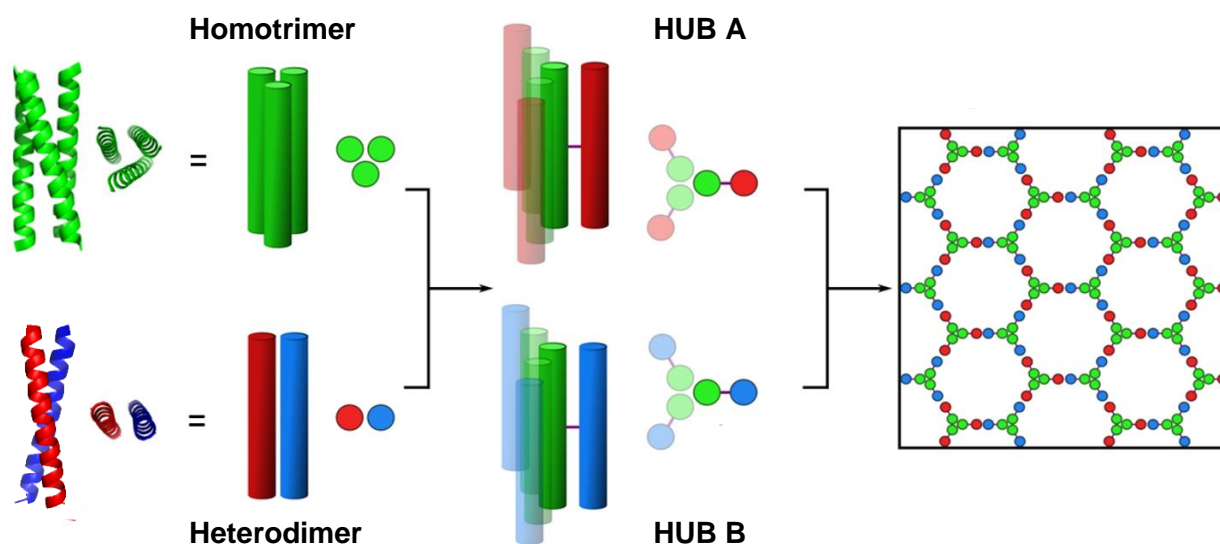 Homotrimer
HUB A
=
=
Heterodimer
HUB B